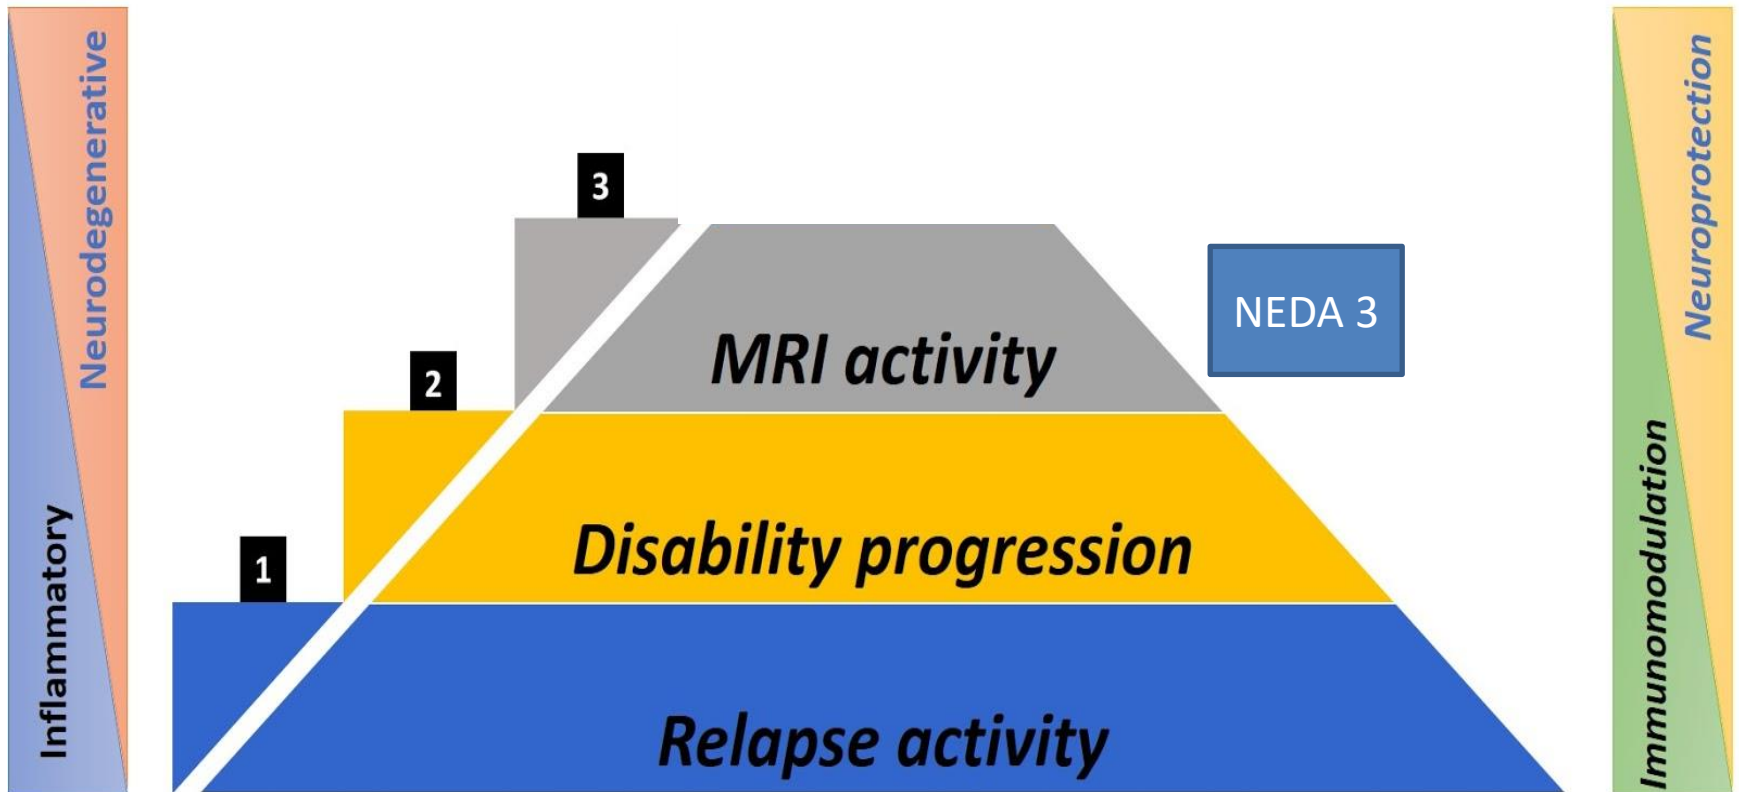 Neurodegenerative
Inflammatory
3
MRI activity
2
Disability progression
1
Relapse activity
NEDA 3
Neuroprotection
Immunomodulation